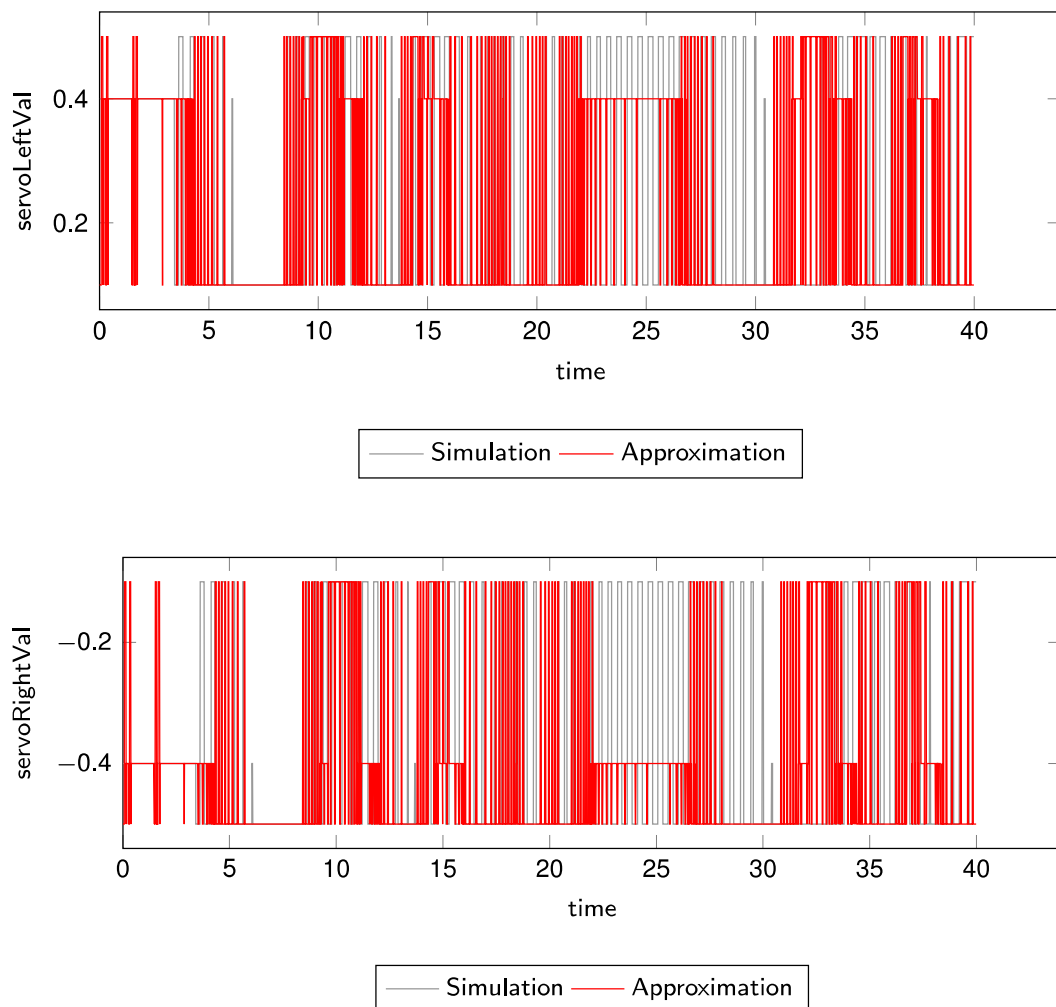 0.4
0.2
servoLeftVal
0 5 10 15 20 25 30 35 40
time
Simulation Approximation
−0.2
−0.4
servoRightVal
0 5 10 15 20 25 30 35 40
time
Simulation Approximation